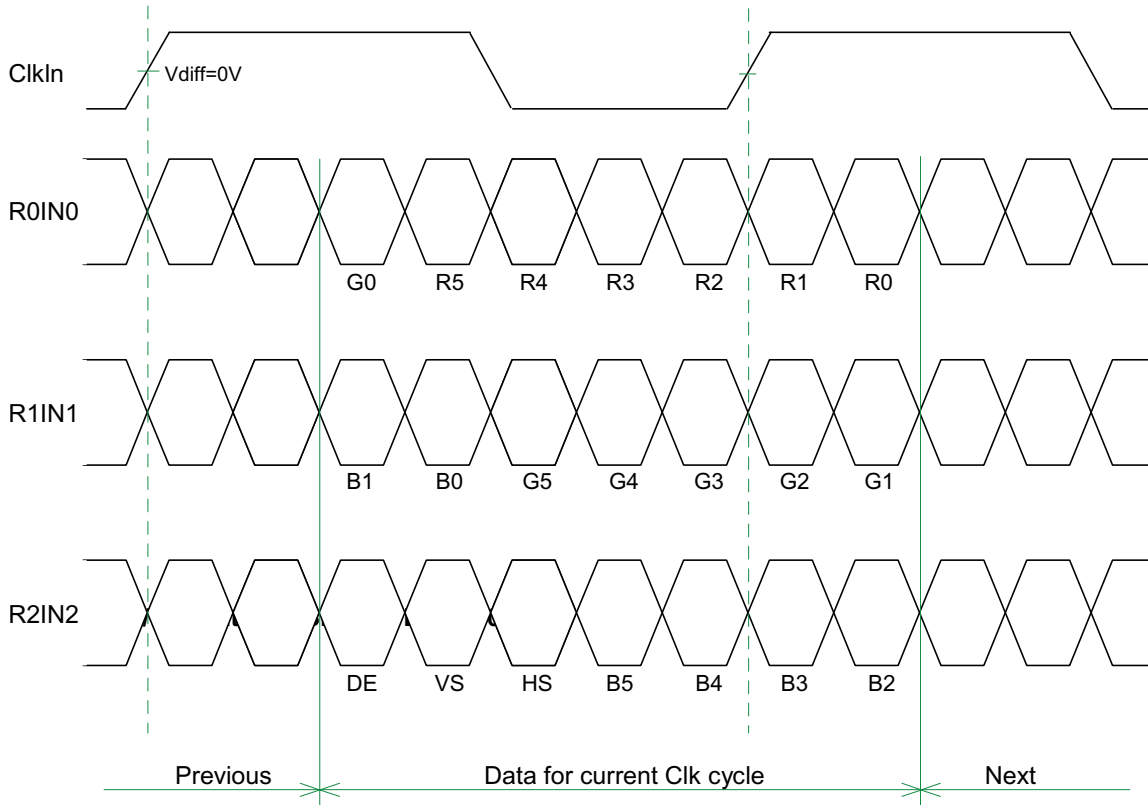 ClkIn
Vdiff=0V
R0IN0
G0 R5 R4 R3 R2 R1 R0
R1IN1
B1 B0 G5 G4 G3 G2 G1
R2IN2
DE VS HS B5 B4 B3 B2
Previous Data for current Clk cycle Next